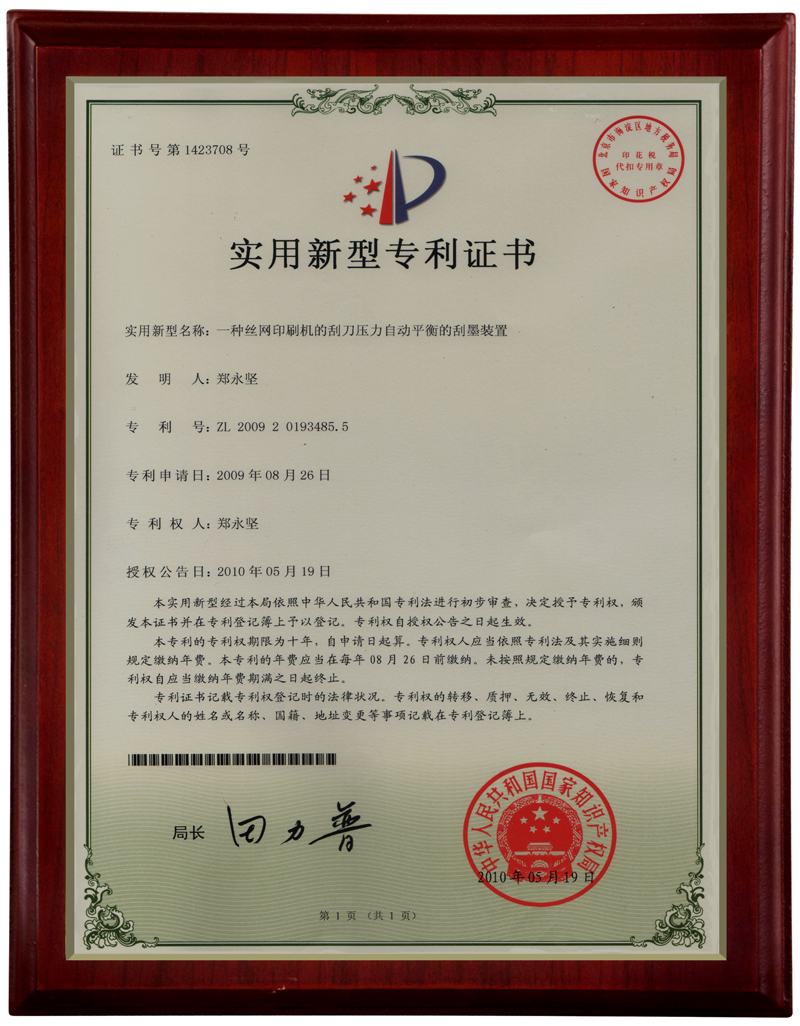 证书号第1423708号
北京市海淀区地方税务局
印花税
代扣专用章
国家知识产权局
实用新型专利证书
实用新型名称：一种丝网印刷机的刮刀压力自动平衡的刮墨装置
发明人：郑永坚
专利号：ZL 2009 2 0193485.5
专利申请日：2009年08月26日
专利权人：郑永坚
授权公告日：2010年05月19日
本实用新型经过本局依照中华人民共和国专利法进行初步审查，决定授予专利权，颁
发本证书并在专利登记簿上予以登记。专利权自授权公告之日起生效。
本专利的专利权期限为十年，自申请日起算。专利权人应当依照专利法及其实施细则
规定缴纳年费。本专利的年费应当在每年08月26日前缴纳。未按照规定缴纳年费的，专
利权自应当缴纳年费期满之日起终止。
专利证书记载专利权登记时的法律状况。专利权的转移、质押、无效、终止、恢复和
专利权人的姓名或名称、国籍、地址变更等事项记载在专利登记簿上。
局长 田力普
中华人民共和国国家知识产权局
2010年05月19日
第1页（共1页）